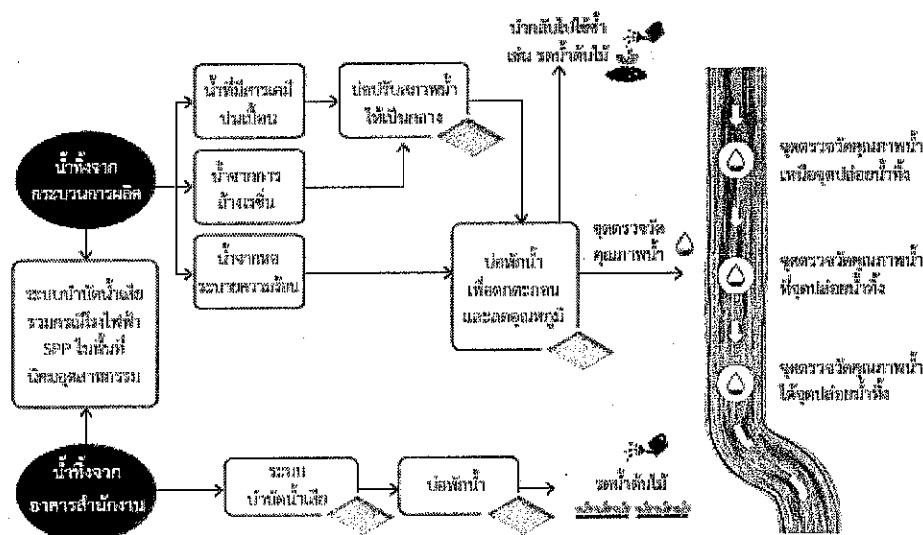 นำกลับไปใช้ซ้ำ
เช่น รดน้ำต้นไม้
น้ำที่มีสารเคมี
ปนเปื้อน
บ่อปรับสภาพน้ำ
ให้เป็นกลาง
น้ำทิ้งจาก
กระบวนการผลิต
น้ำจากการ
ล้างเรซิ่น
น้ำจากหอ
ระบายความร้อน
บ่อพักน้ำ
เพื่อตกตะกอน
และลดอุณหภูมิ
จุดตรวจวัด
คุณภาพน้ำ
จุดตรวจวัดคุณภาพน้ำ
เหนือจุดปล่อยน้ำทิ้ง
จุดตรวจวัดคุณภาพน้ำ
ที่จุดปล่อยน้ำทิ้ง
จุดตรวจวัดคุณภาพน้ำ
ใต้จุดปล่อยน้ำทิ้ง
ระบบบำบัดน้ำเสีย
รวมกรณีโรงไฟฟ้า
SPP ในพื้นที่
นิคมอุตสาหกรรม
น้ำทิ้งจาก
อาคารสำนักงาน
ระบบ
บำบัดน้ำเสีย
บ่อพักน้ำ
รดน้ำต้นไม้